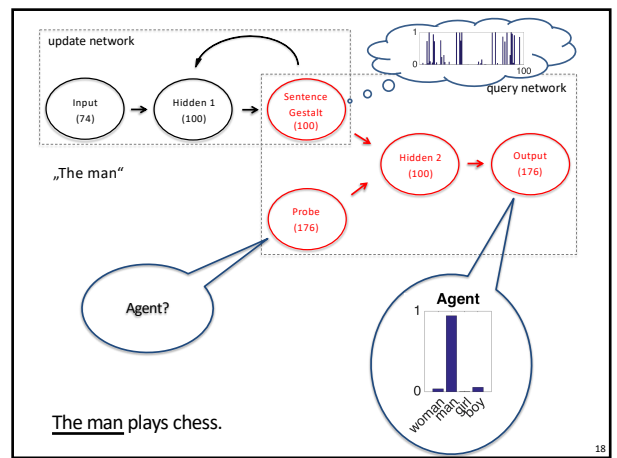 update network
1
0
100
query network
Input
(74)
Hidden 1
(100)
Sentence
Gestalt
(100)
„The man“
Hidden 2
(100)
Output
(176)
Probe
(176)
Agent?
Agent
1
0
woman
man
girl
boy
The man plays chess.
18